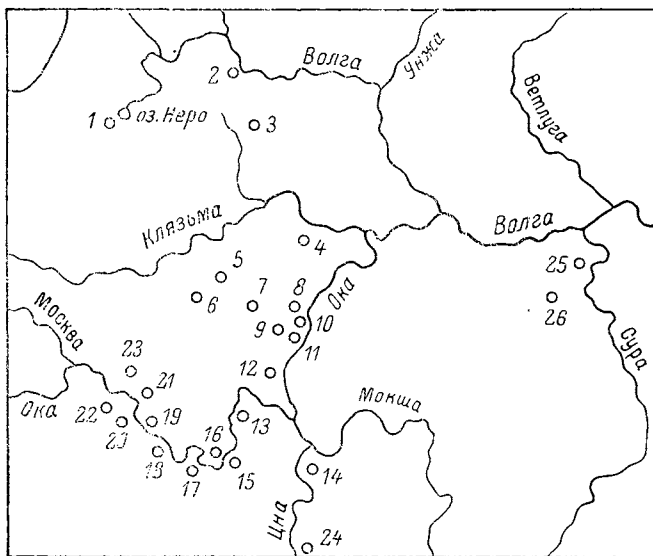 Волга
Унжа
Ветлуга
2
1
оз. Неро
3
Клязьма
4
Волга
25
5
6
7
8
26
9
10
11
Ока
Сура
Москва
23
12
21
Мокша
Ока
22
20
19
13
18
16
17
15
14
Цна
24